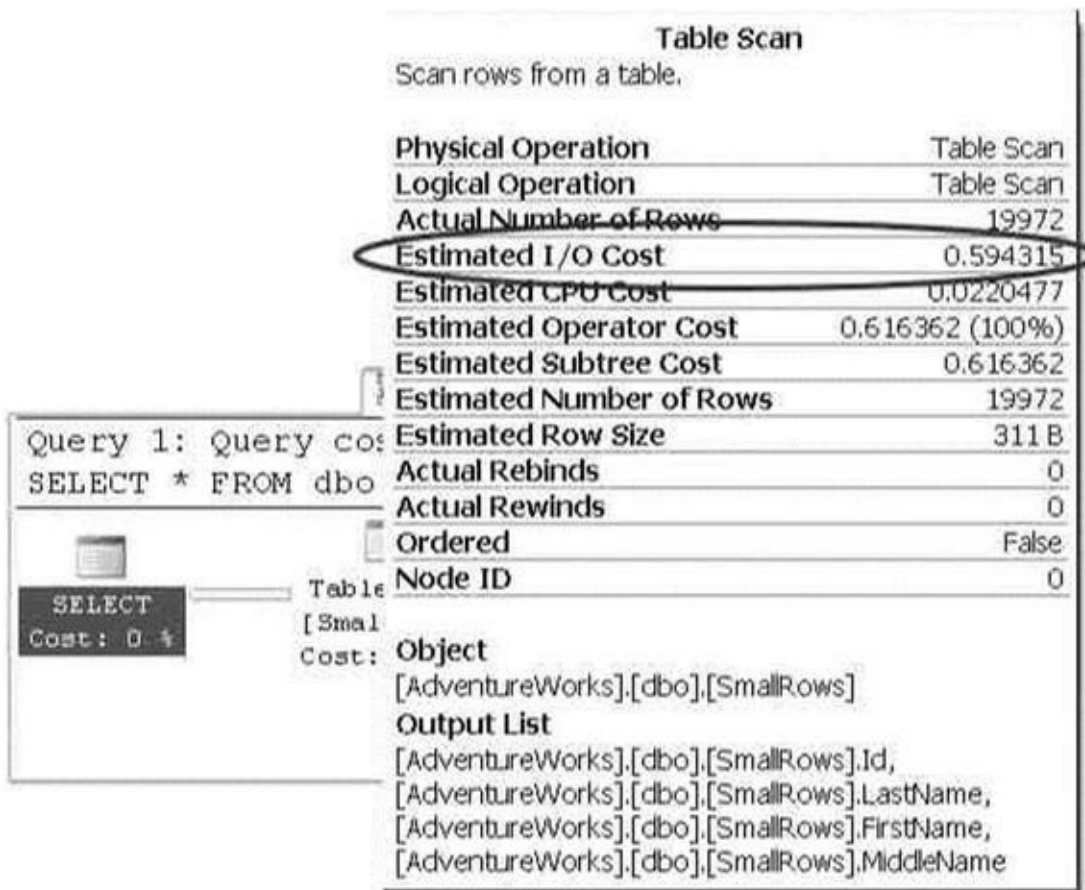 Table Scan
Scan rows from a table.
Physical Operation Table Scan
Logical Operation Table Scan
Actual Number of Rows 19972
Estimated I/O Cost 0.594315
Estimated CPU Cost 0.0220477
Estimated Operator Cost 0.616362 (100%)
Estimated Subtree Cost 0.616362
Estimated Number of Rows 19972
Estimated Row Size 311 B
Actual Rebinds 0
Actual Rewinds 0
Ordered False
Node ID 0
Object
[AdventureWorks].[dbo].[SmallRows]
Output List
[AdventureWorks].[dbo].[SmallRows].Id,
[AdventureWorks].[dbo].[SmallRows].LastName,
[AdventureWorks].[dbo].[SmallRows].FirstName,
[AdventureWorks].[dbo].[SmallRows].MiddleName
Query 1: Query cos
SELECT * FROM dbo
SELECT
Cost: 0 %
Table
[Smal
Cost: